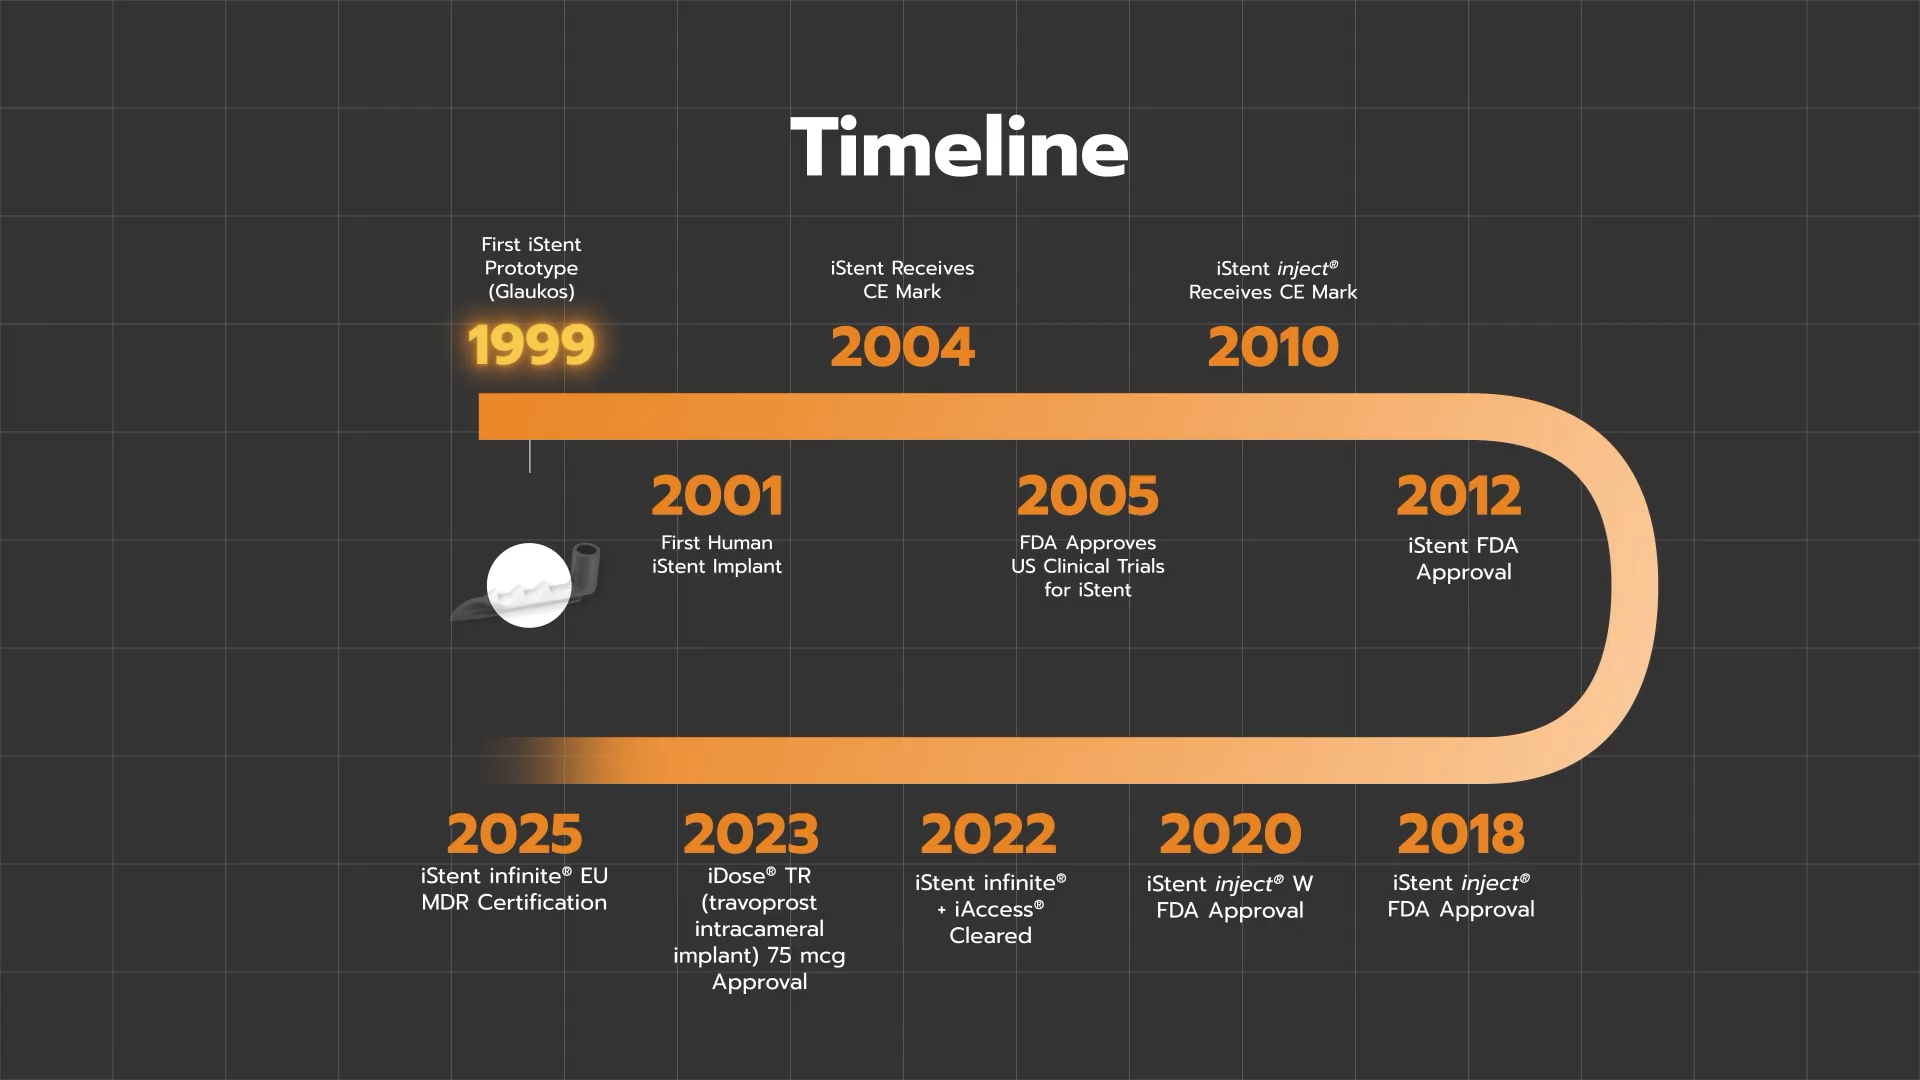 Timeline
First iStent
Prototype
(Glaukos)
1999
iStent Receives
CE Mark
2004
iStent inject®
Receives CE Mark
2010
2001
First Human
iStent Implant
2005
FDA Approves
US Clinical Trials
for iStent
2012
iStent FDA
Approval
2025
iStent infinite® EU
MDR Certification
2023
iDose® TR
(travoprost
intracameral
implant) 75 mcg
Approval
2022
iStent infinite®
+ iAccess®
Cleared
2020
iStent inject® W
FDA Approval
2018
iStent inject®
FDA Approval